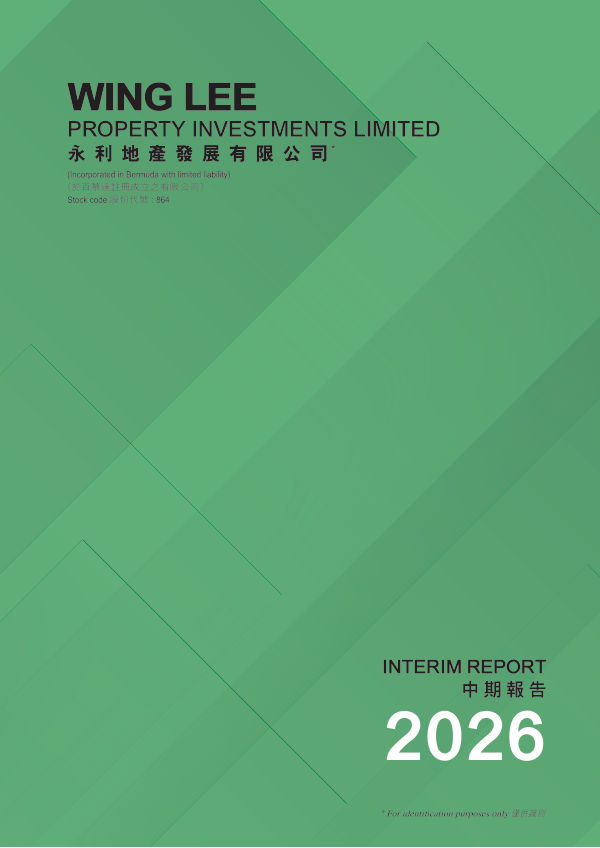 WING LEE
PROPERTY INVESTMENTS LIMITED
永利地產發展有限公司*
(Incorporated in Bermuda with limited liability)
(於百慕達註冊成立之有限公司)
Stock code 股份代號 : 864
INTERIM REPORT
中期報告
2026
* For identification purposes only 僅供識別